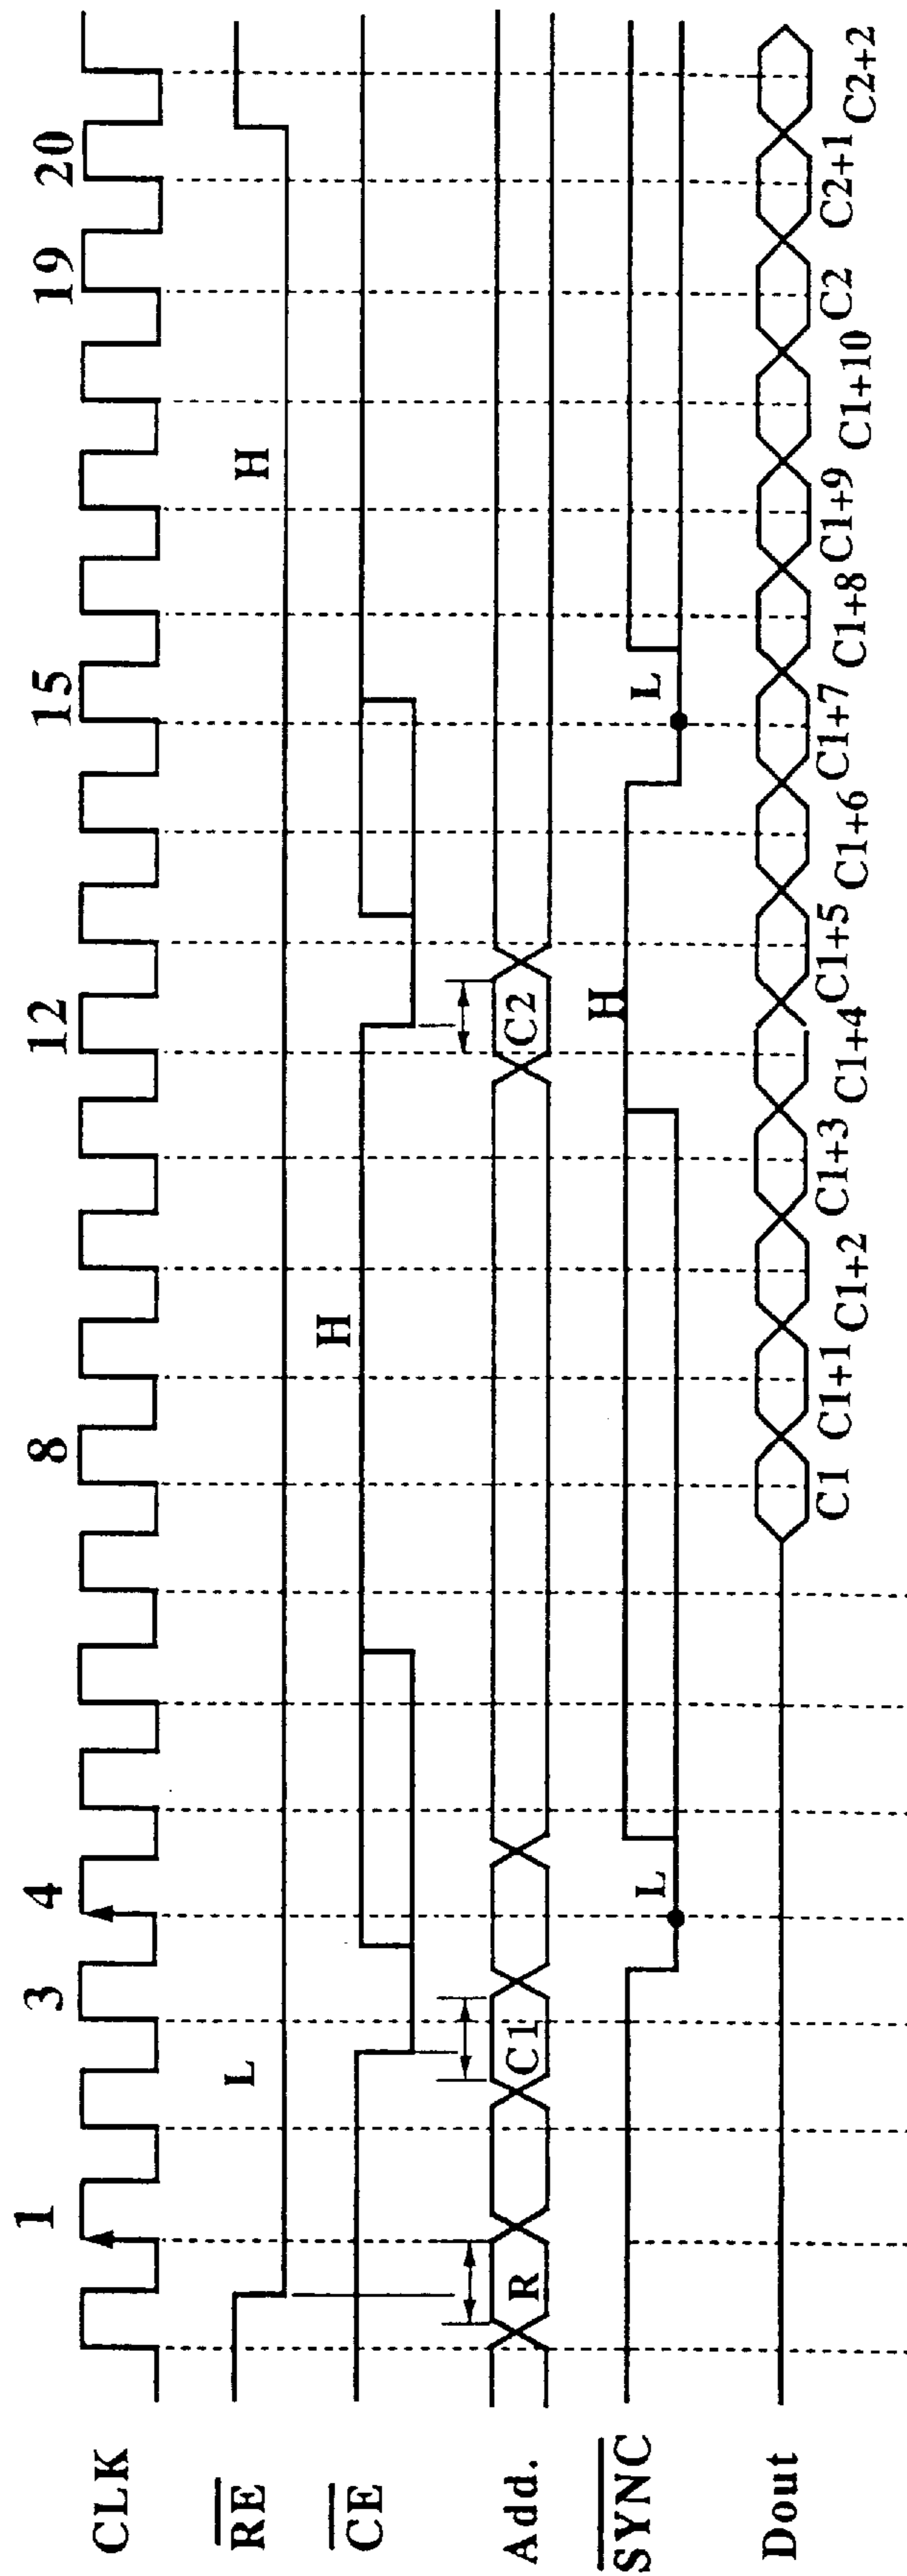 CLK 1 3 4 8 12 15 19 20
RE L H
CE H
Add. R C1 C2
SYNC L H L
Dout C1 C1+1 C1+2 C1+3 C1+4 C1+5 C1+6 C1+7 C1+8 C1+9 C1+10 C2 C2+1 C2+2